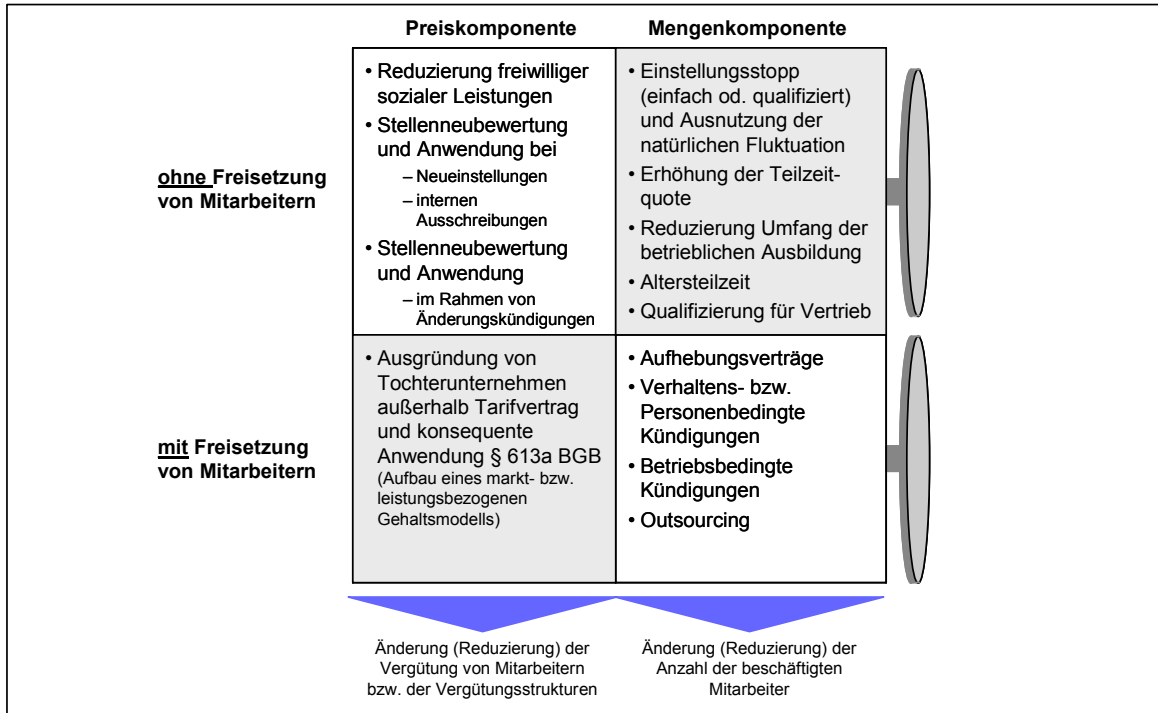 Preiskomponente
Mengenkomponente
ohne Freisetzung
von Mitarbeitern
• Reduzierung freiwilliger
sozialer Leistungen
• Stellenneubewertung
und Anwendung bei
– Neueinstellungen
– internen
Ausschreibungen
• Stellenneubewertung
und Anwendung
– im Rahmen von
Änderungskündigungen
• Einstellungsstopp
(einfach od. qualifiziert)
und Ausnutzung der
natürlichen Fluktuation
• Erhöhung der Teilzeit-
quote
• Reduzierung Umfang der
betrieblichen Ausbildung
• Altersteilzeit
• Qualifizierung für Vertrieb
mit Freisetzung
von Mitarbeitern
• Ausgründung von
Tochterunternehmen
außerhalb Tarifvertrag
und konsequente
Anwendung § 613a BGB
(Aufbau eines markt- bzw.
leistungsbezogenen
Gehaltsmodells)
• Aufhebungsverträge
• Verhaltens- bzw.
Personenbedingte
Kündigungen
• Betriebsbedingte
Kündigungen
• Outsourcing
Änderung (Reduzierung) der
Vergütung von Mitarbeitern
bzw. der Vergütungsstrukturen
Änderung (Reduzierung) der
Anzahl der beschäftigten
Mitarbeiter